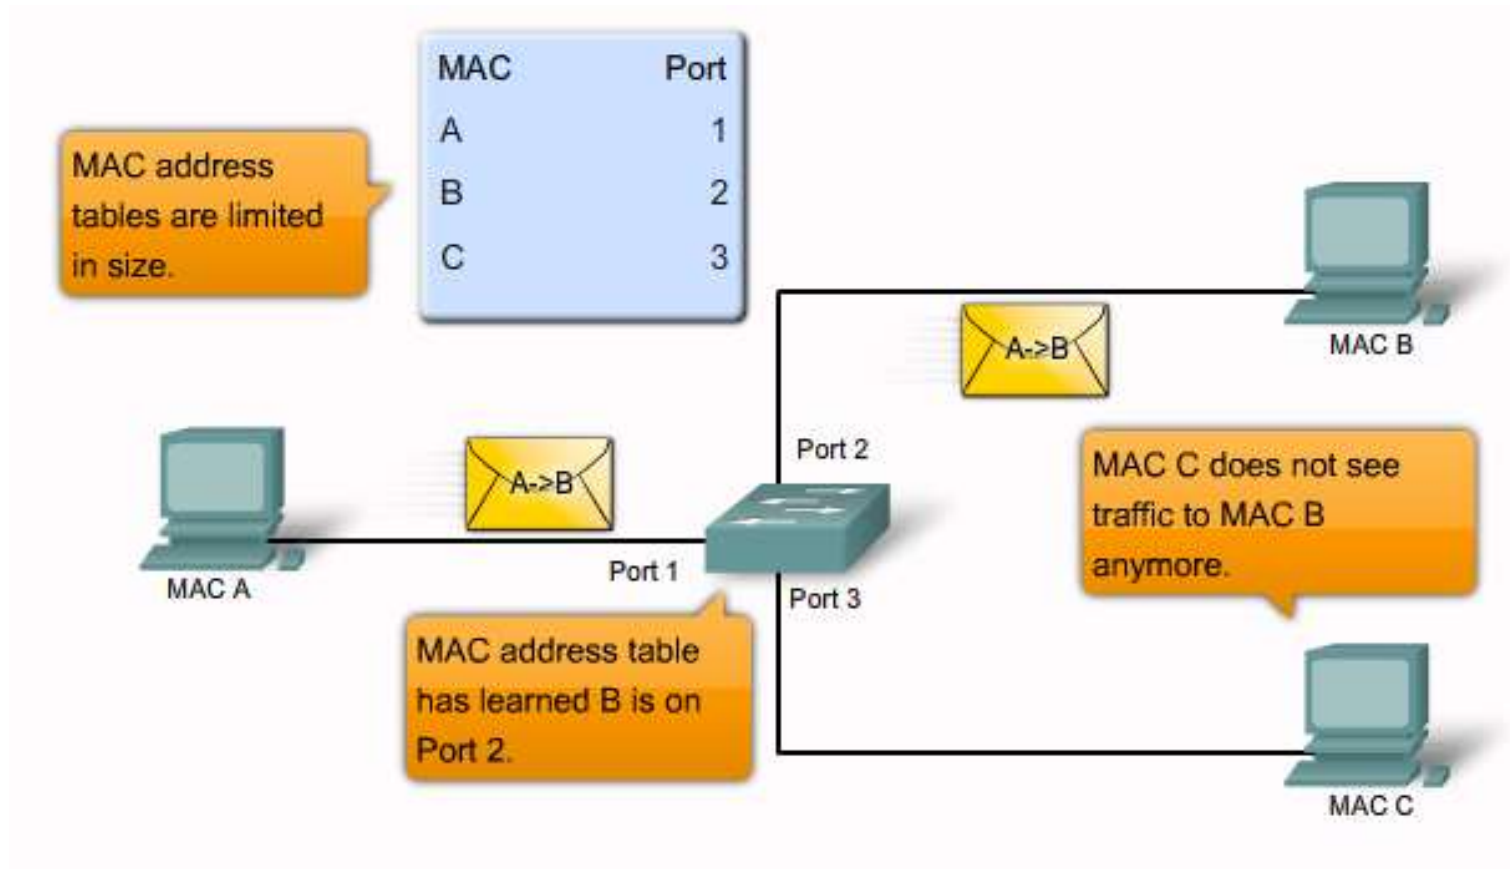 MAC Port
A 1
B 2
C 3
MAC address
tables are limited
in size.
MAC B
A->B
Port 2
MAC C does not see
traffic to MAC B
anymore.
A->B
MAC A
Port 1
Port 3
MAC address table
has learned B is on
Port 2.
MAC C